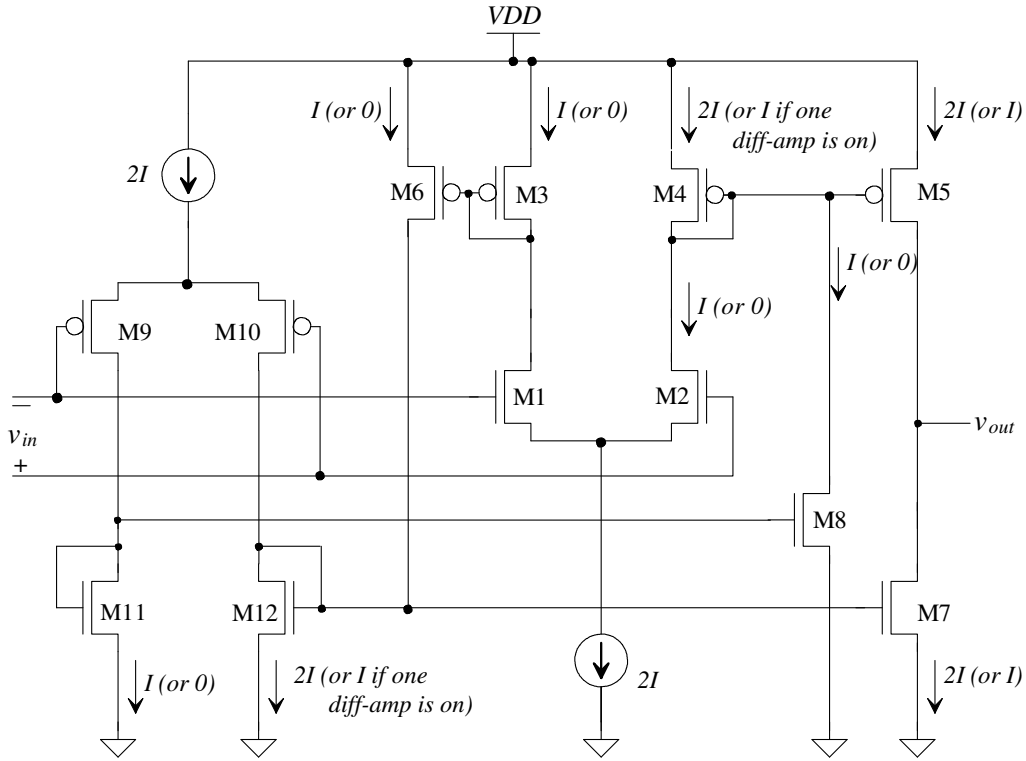 VDD
I (or 0)
I (or 0)
2I (or I if one
diff-amp is on)
2I (or I)
2I
M6
M3
M4
M5
I (or 0)
I (or 0)
M9
M10
M1
M2
–
v_in
+
v_out
M8
M11
M12
M7
I (or 0)
2I (or I if one
diff-amp is on)
2I
2I (or I)